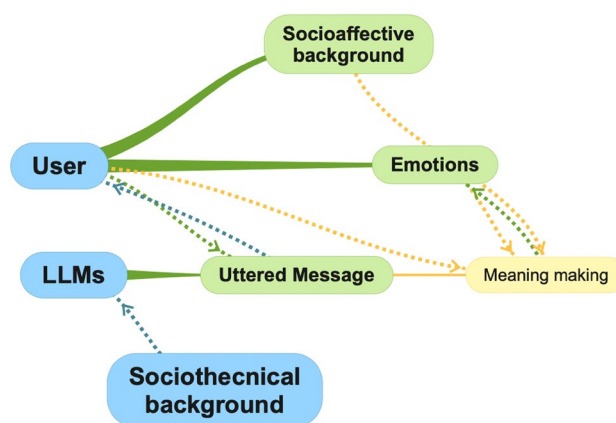 Socioaffective
background
User
Emotions
LLMs
Uttered Message
Meaning making
Sociothecnical
background